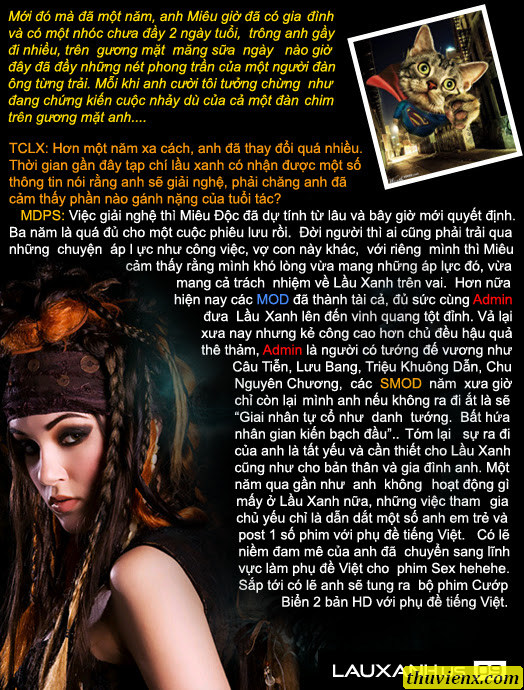 Mới đó mà đã một năm, anh Miêu giờ đã có gia đình
và có một nhóc chưa đầy 2 ngày tuổi, trông anh gầy
đi nhiều, trên gương mặt măng sữa ngày nào giờ
đây đã đầy những nét phong trần của một người đàn
ông từng trải. Mỗi khi anh cười tôi tưởng chừng như
đang chứng kiến cuộc nhảy dù của cả một đàn chim
trên gương mặt anh....
TCLX: Hơn một năm xa cách, anh đã thay đổi quá nhiều.
Thời gian gần đây tạp chí lầu xanh có nhận được một số
thông tin nói rằng anh sẽ giải nghệ, phải chăng anh đã
cảm thấy phần nào gánh nặng của tuổi tác?
MDPS: Việc giải nghệ thì Miêu Độc đã dự tính từ lâu và bây giờ mới quyết định.
Ba năm là quá đủ cho một cuộc phiêu lưu rồi. Đời người thì ai cũng phải trải qua
những chuyện áp l ực như công việc, vợ con này khác, với riêng mình thì Miêu
cảm thấy rằng mình khó lòng vừa mang những áp lực đó, vừa
mang cả trách nhiệm về Lầu Xanh trên vai. Hơn nữa
hiện nay các MOD đã thành tài cả, đủ sức cùng Admin
đưa Lầu Xanh lên đến vinh quang tột đỉnh. Vả lại
xưa nay nhưng kẻ công cao hơn chủ đều hậu quả
thê thảm, Admin là người có tướng đế vương như
Câu Tiễn, Lưu Bang, Triệu Khuông Dẫn, Chu
Nguyên Chương, các SMOD năm xưa giờ
chỉ còn lại mình anh nếu không ra đi ắt là sẽ
“Giai nhân tự cổ như danh tướng. Bất hứa
nhân gian kiến bạch đầu”.. Tóm lại sự ra đi
của anh là tất yếu và cần thiết cho Lầu Xanh
cũng như cho bản thân và gia đình anh. Một
năm qua gần như anh không hoạt động gì
mấy ở Lầu Xanh nữa, những việc tham gia
chủ yếu chỉ là dẫn dắt một số anh em trẻ và
post 1 số phim với phụ đề tiếng Việt. Có lẽ
niềm đam mê của anh đã chuyển sang lĩnh
vực làm phụ đề Việt cho phim Sex hehehe.
Sắp tới có lẽ anh sẽ tung ra bộ phim Cướp
Biển 2 bản HD với phụ đề tiếng Việt.
LAUXANH.US 09
thuvienx.com